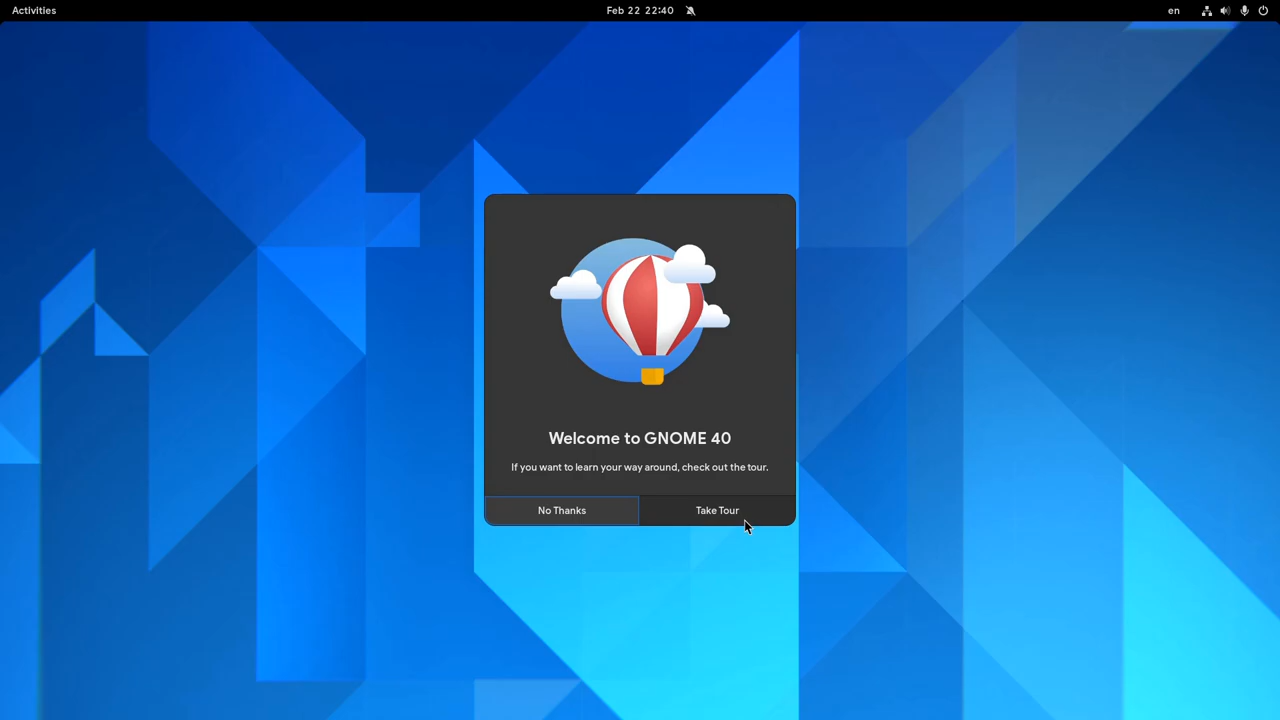 Activities
Feb 22 22:40
en
Welcome to GNOME 40
If you want to learn your way around, check out the tour.
No Thanks
Take Tour